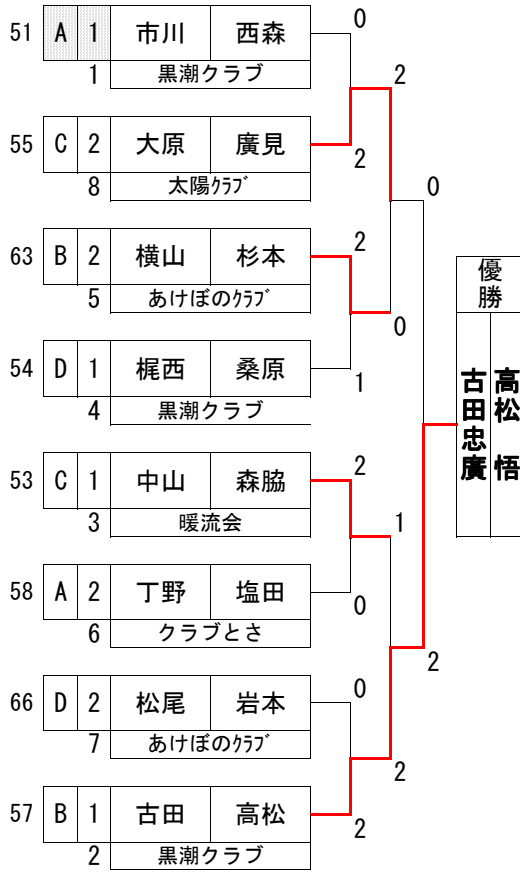 51 A 1 市川 西森
1 黒潮クラブ
0
2
55 C 2 大原 廣見
8 太陽ｸﾗﾌﾞ
2
0
63 B 2 横山 杉本
5 あけぼのｸﾗﾌﾞ
2
0
54 D 1 梶西 桑原
4 黒潮クラブ
1
53 C 1 中山 森脇
3 暖流会
2
1
58 A 2 丁野 塩田
6 クラブとさ
0
2
66 D 2 松尾 岩本
7 あけぼのｸﾗﾌﾞ
0
2
57 B 1 古田 高松
2 黒潮クラブ
2
優勝
高松 悟
古田忠廣